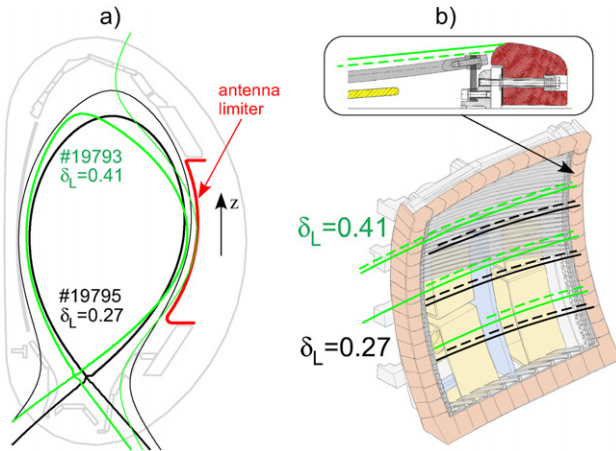 a)
b)
antenna
limiter
#19793
δL=0.41
z
#19795
δL=0.27
δL=0.41
δL=0.27